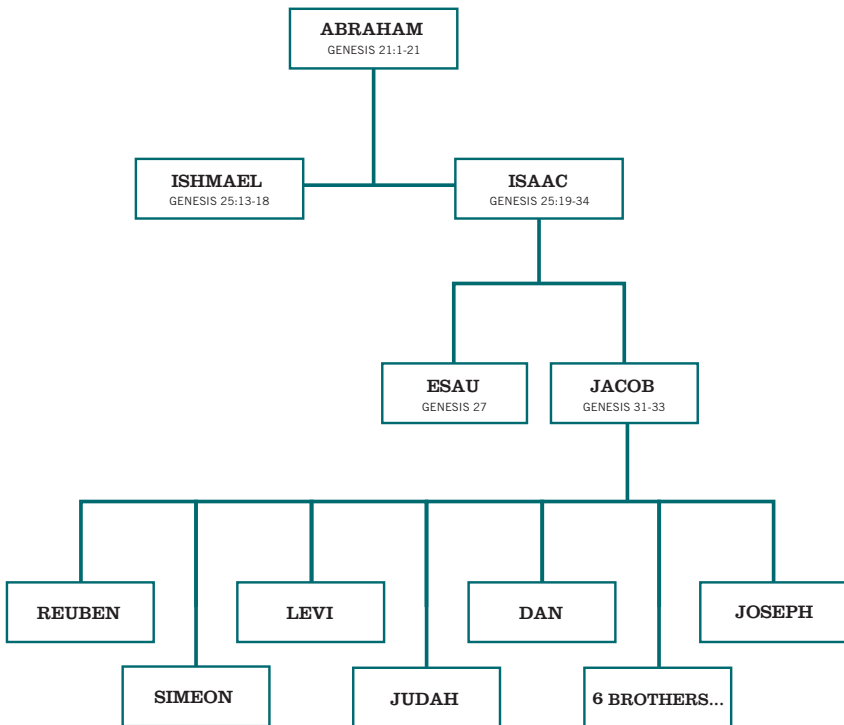 ABRAHAM
GENESIS 21:1-21
ISHMAEL
GENESIS 25:13-18
ISAAC
GENESIS 25:19-34
ESAU
GENESIS 27
JACOB
GENESIS 31-33
REUBEN
LEVI
DAN
JOSEPH
SIMEON
JUDAH
6 BROTHERS...